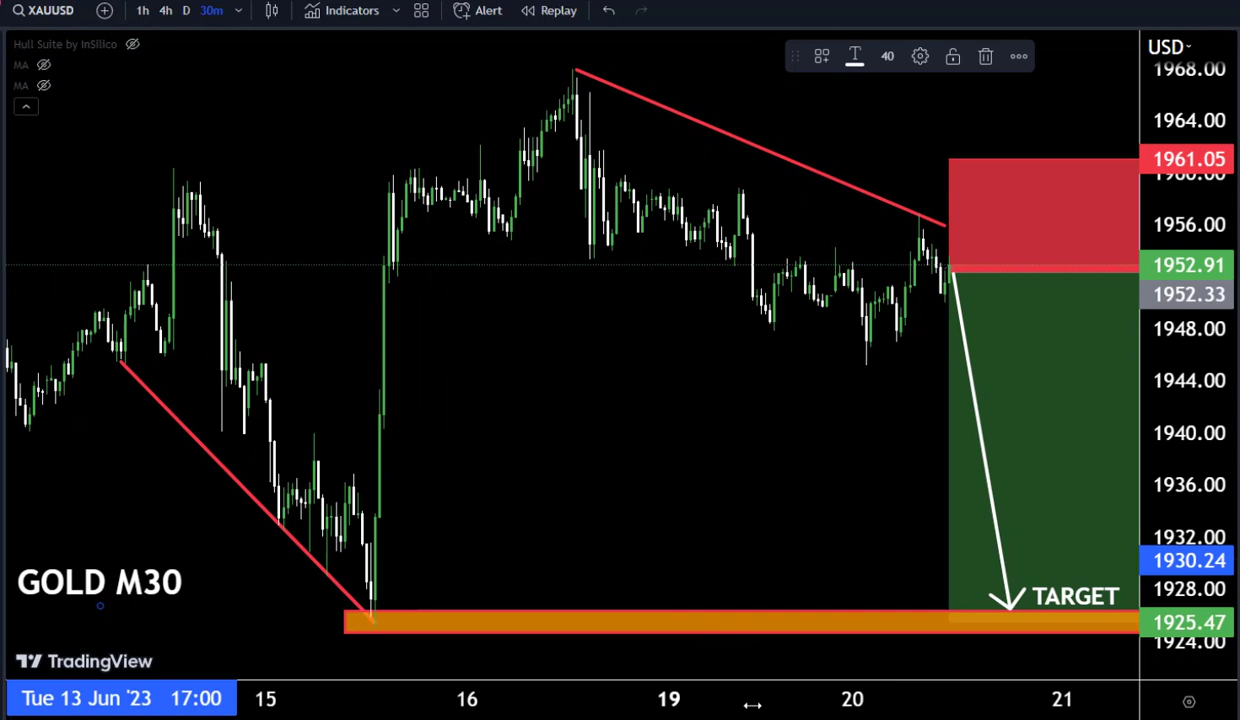 XAUUSD 1h 4h D 30m Indicators Alert Replay
Hull Suite by InSilico
MA
MA
40
USD
1968.00
1964.00
1961.05
1960.00
1956.00
1952.91
1952.33
1948.00
1944.00
1940.00
1936.00
1932.00
1930.24
1928.00
1925.47
1924.00
GOLD M30
TARGET
TradingView
Tue 13 Jun '23 17:00 15 16 19 20 21